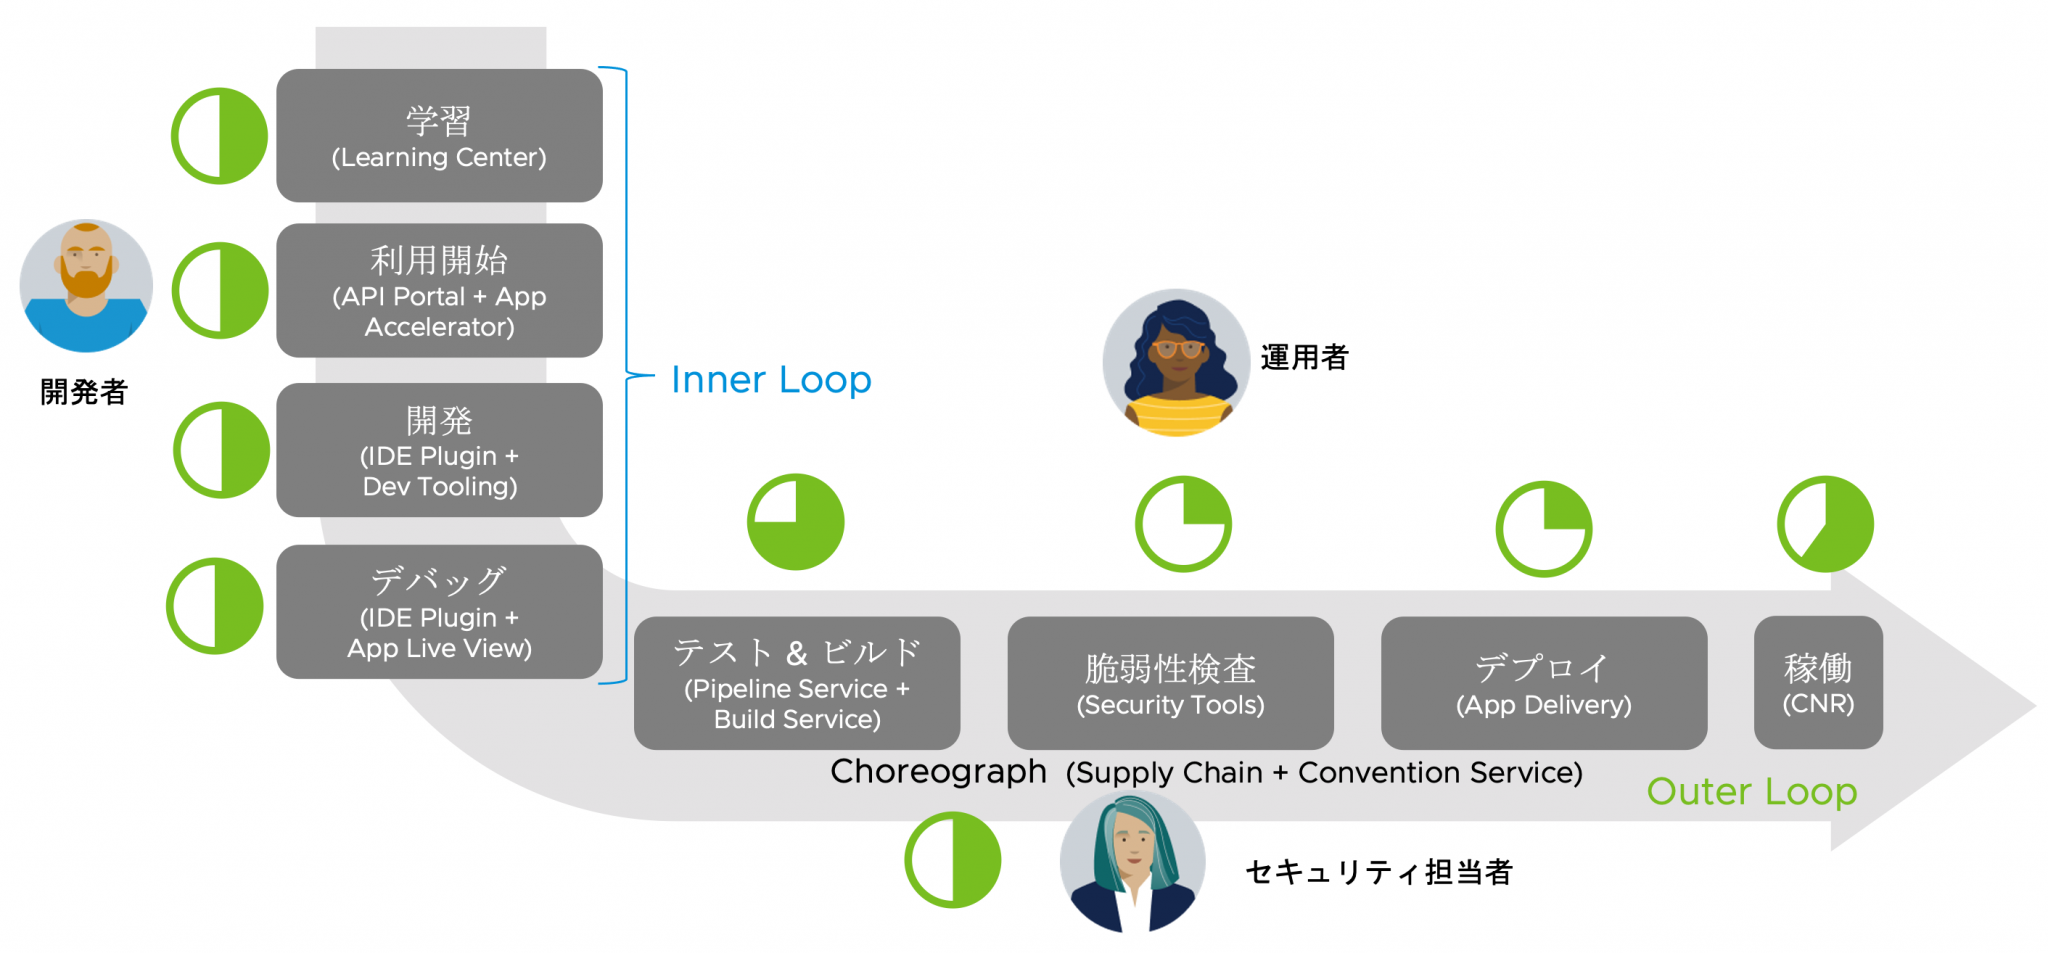 学習
(Learning Center)
利用開始
(API Portal + App
Accelerator)
開発者
開発
(IDE Plugin +
Dev Tooling)
デバッグ
(IDE Plugin +
App Live View)
Inner Loop
運用者
テスト & ビルド
(Pipeline Service +
Build Service)
脆弱性検査
(Security Tools)
デプロイ
(App Delivery)
稼働
(CNR)
Choreograph (Supply Chain + Convention Service)
Outer Loop
セキュリティ担当者